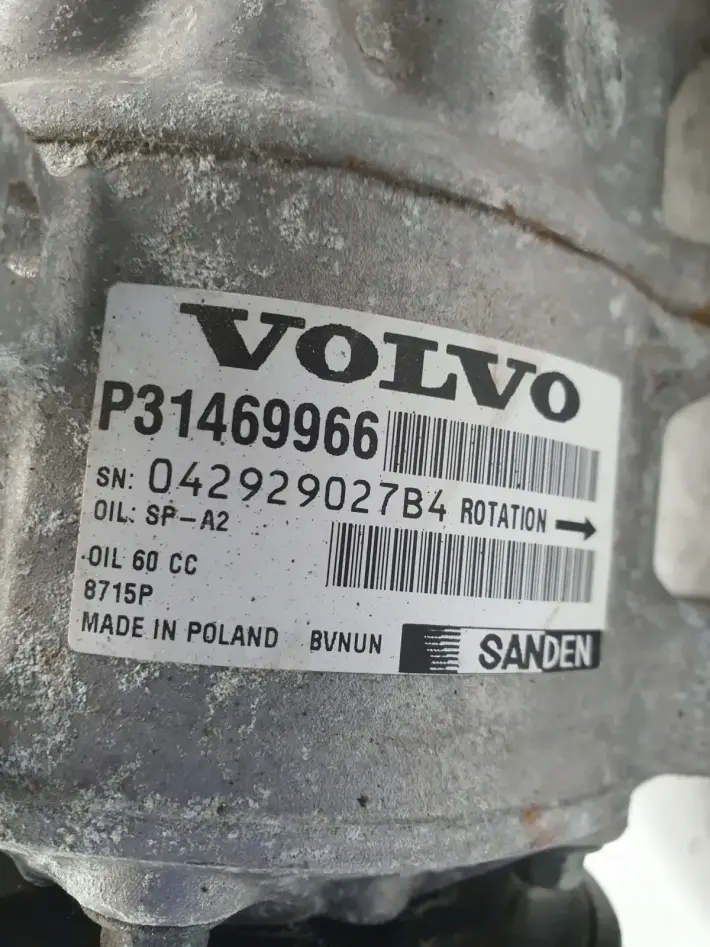 VOLVO
P31469966
SN: 042929027B4 ROTATION →
OIL: SP-A2
OIL 60 CC
8715P
MADE IN POLAND BVNUN SANDEN